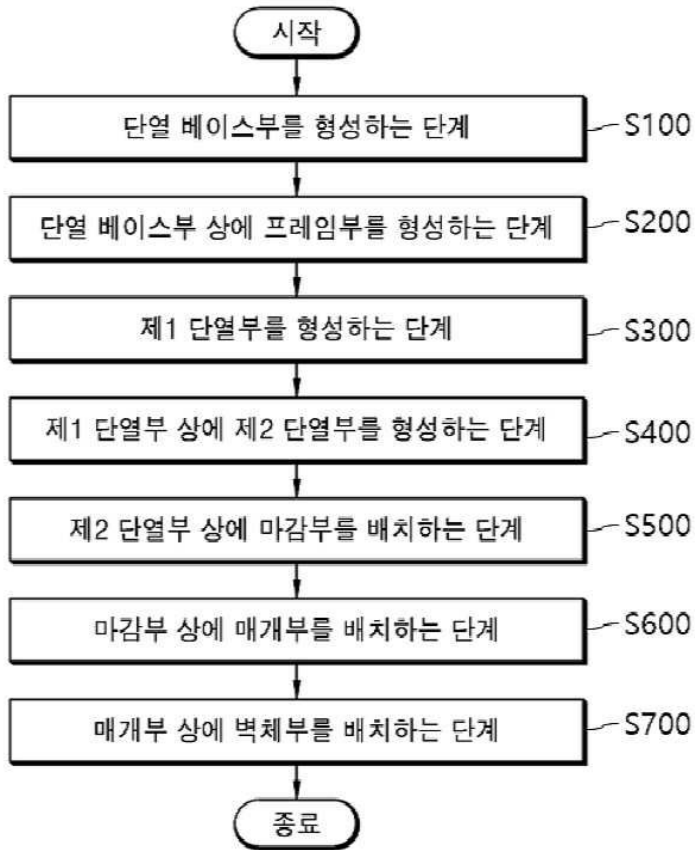 시작
단열 베이스부를 형성하는 단계
S100
단열 베이스부 상에 프레임부를 형성하는 단계
S200
제1 단열부를 형성하는 단계
S300
제1 단열부 상에 제2 단열부를 형성하는 단계
S400
제2 단열부 상에 마감부를 배치하는 단계
S500
마감부 상에 매개부를 배치하는 단계
S600
매개부 상에 벽체부를 배치하는 단계
S700
종료